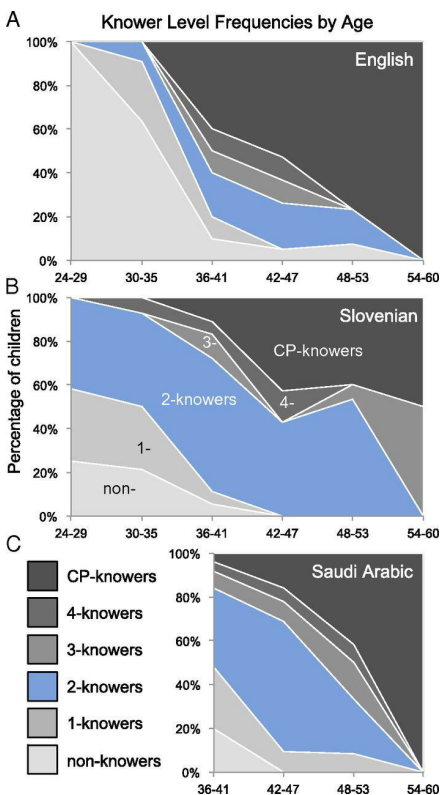 A
Knower Level Frequencies by Age
100%
80%
60%
40%
20%
0%
English
24-29 30-35 36-41 42-47 48-53 54-60
B
Percentage of children
100%
80%
60%
40%
20%
0%
Slovenian
CP-knowers
3-
2-knowers
4-
1-
non-
24-29 30-35 36-41 42-47 48-53 54-60
C
CP-knowers
4-knowers
3-knowers
2-knowers
1-knowers
non-knowers
100%
80%
60%
40%
20%
0%
Saudi Arabic
36-41 42-47 48-53 54-60